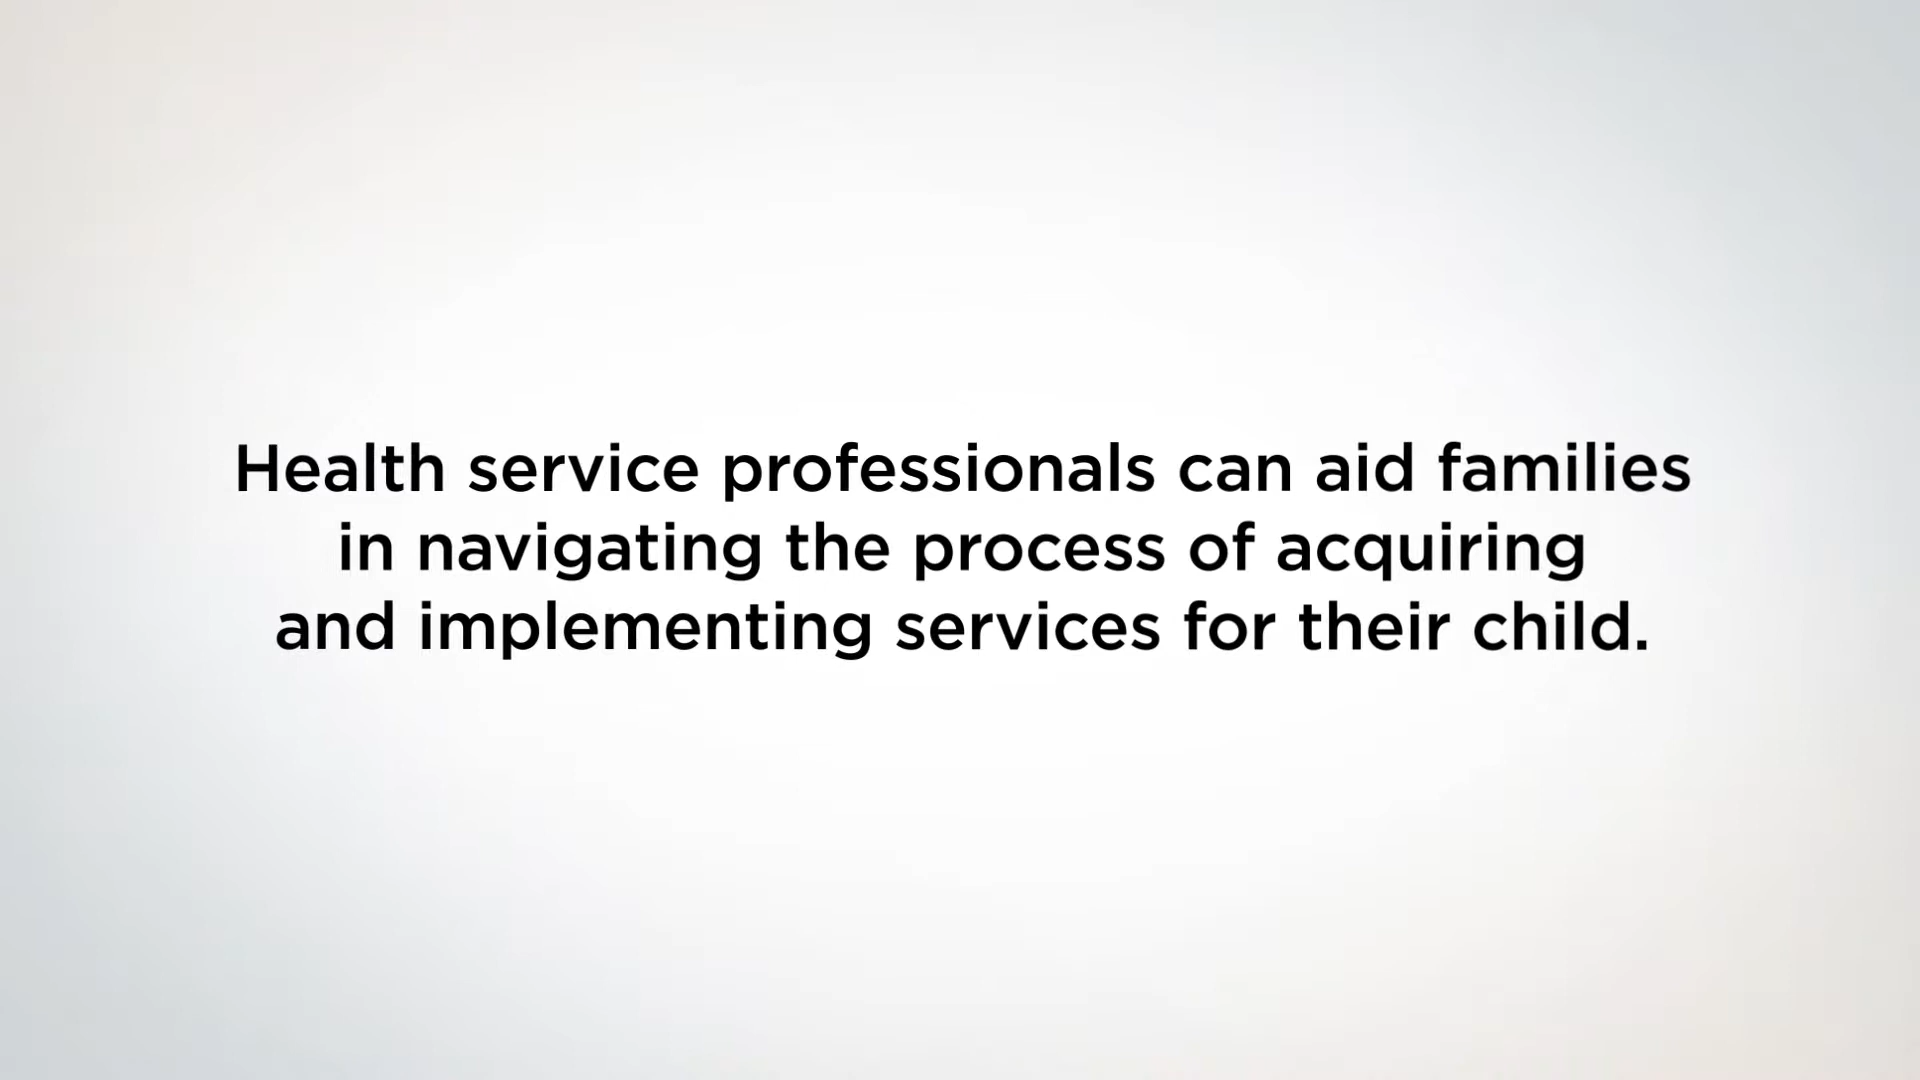 Health service professionals can aid families
in navigating the process of acquiring
and implementing services for their child.